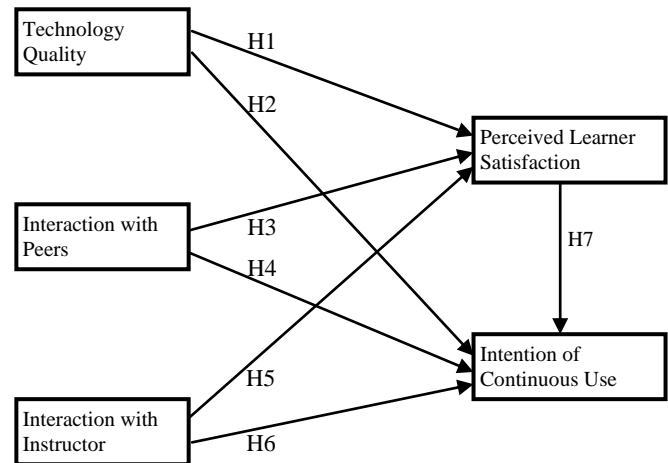 Technology
Quality
H1
H2
Perceived Learner
Satisfaction
Interaction with
Peers
H3
H4
H7
Intention of
Continuous Use
H5
Interaction with
Instructor
H6